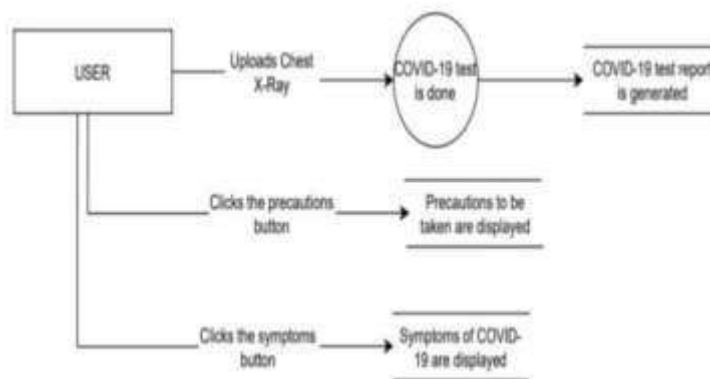 USER
Uploads Chest
X-Ray
COVID-19 test
is done
COVID-19 test report
is generated
Clicks the precautions
button
Precautions to be
taken are displayed
Clicks the symptoms
button
Symptoms of COVID-
19 are displayed